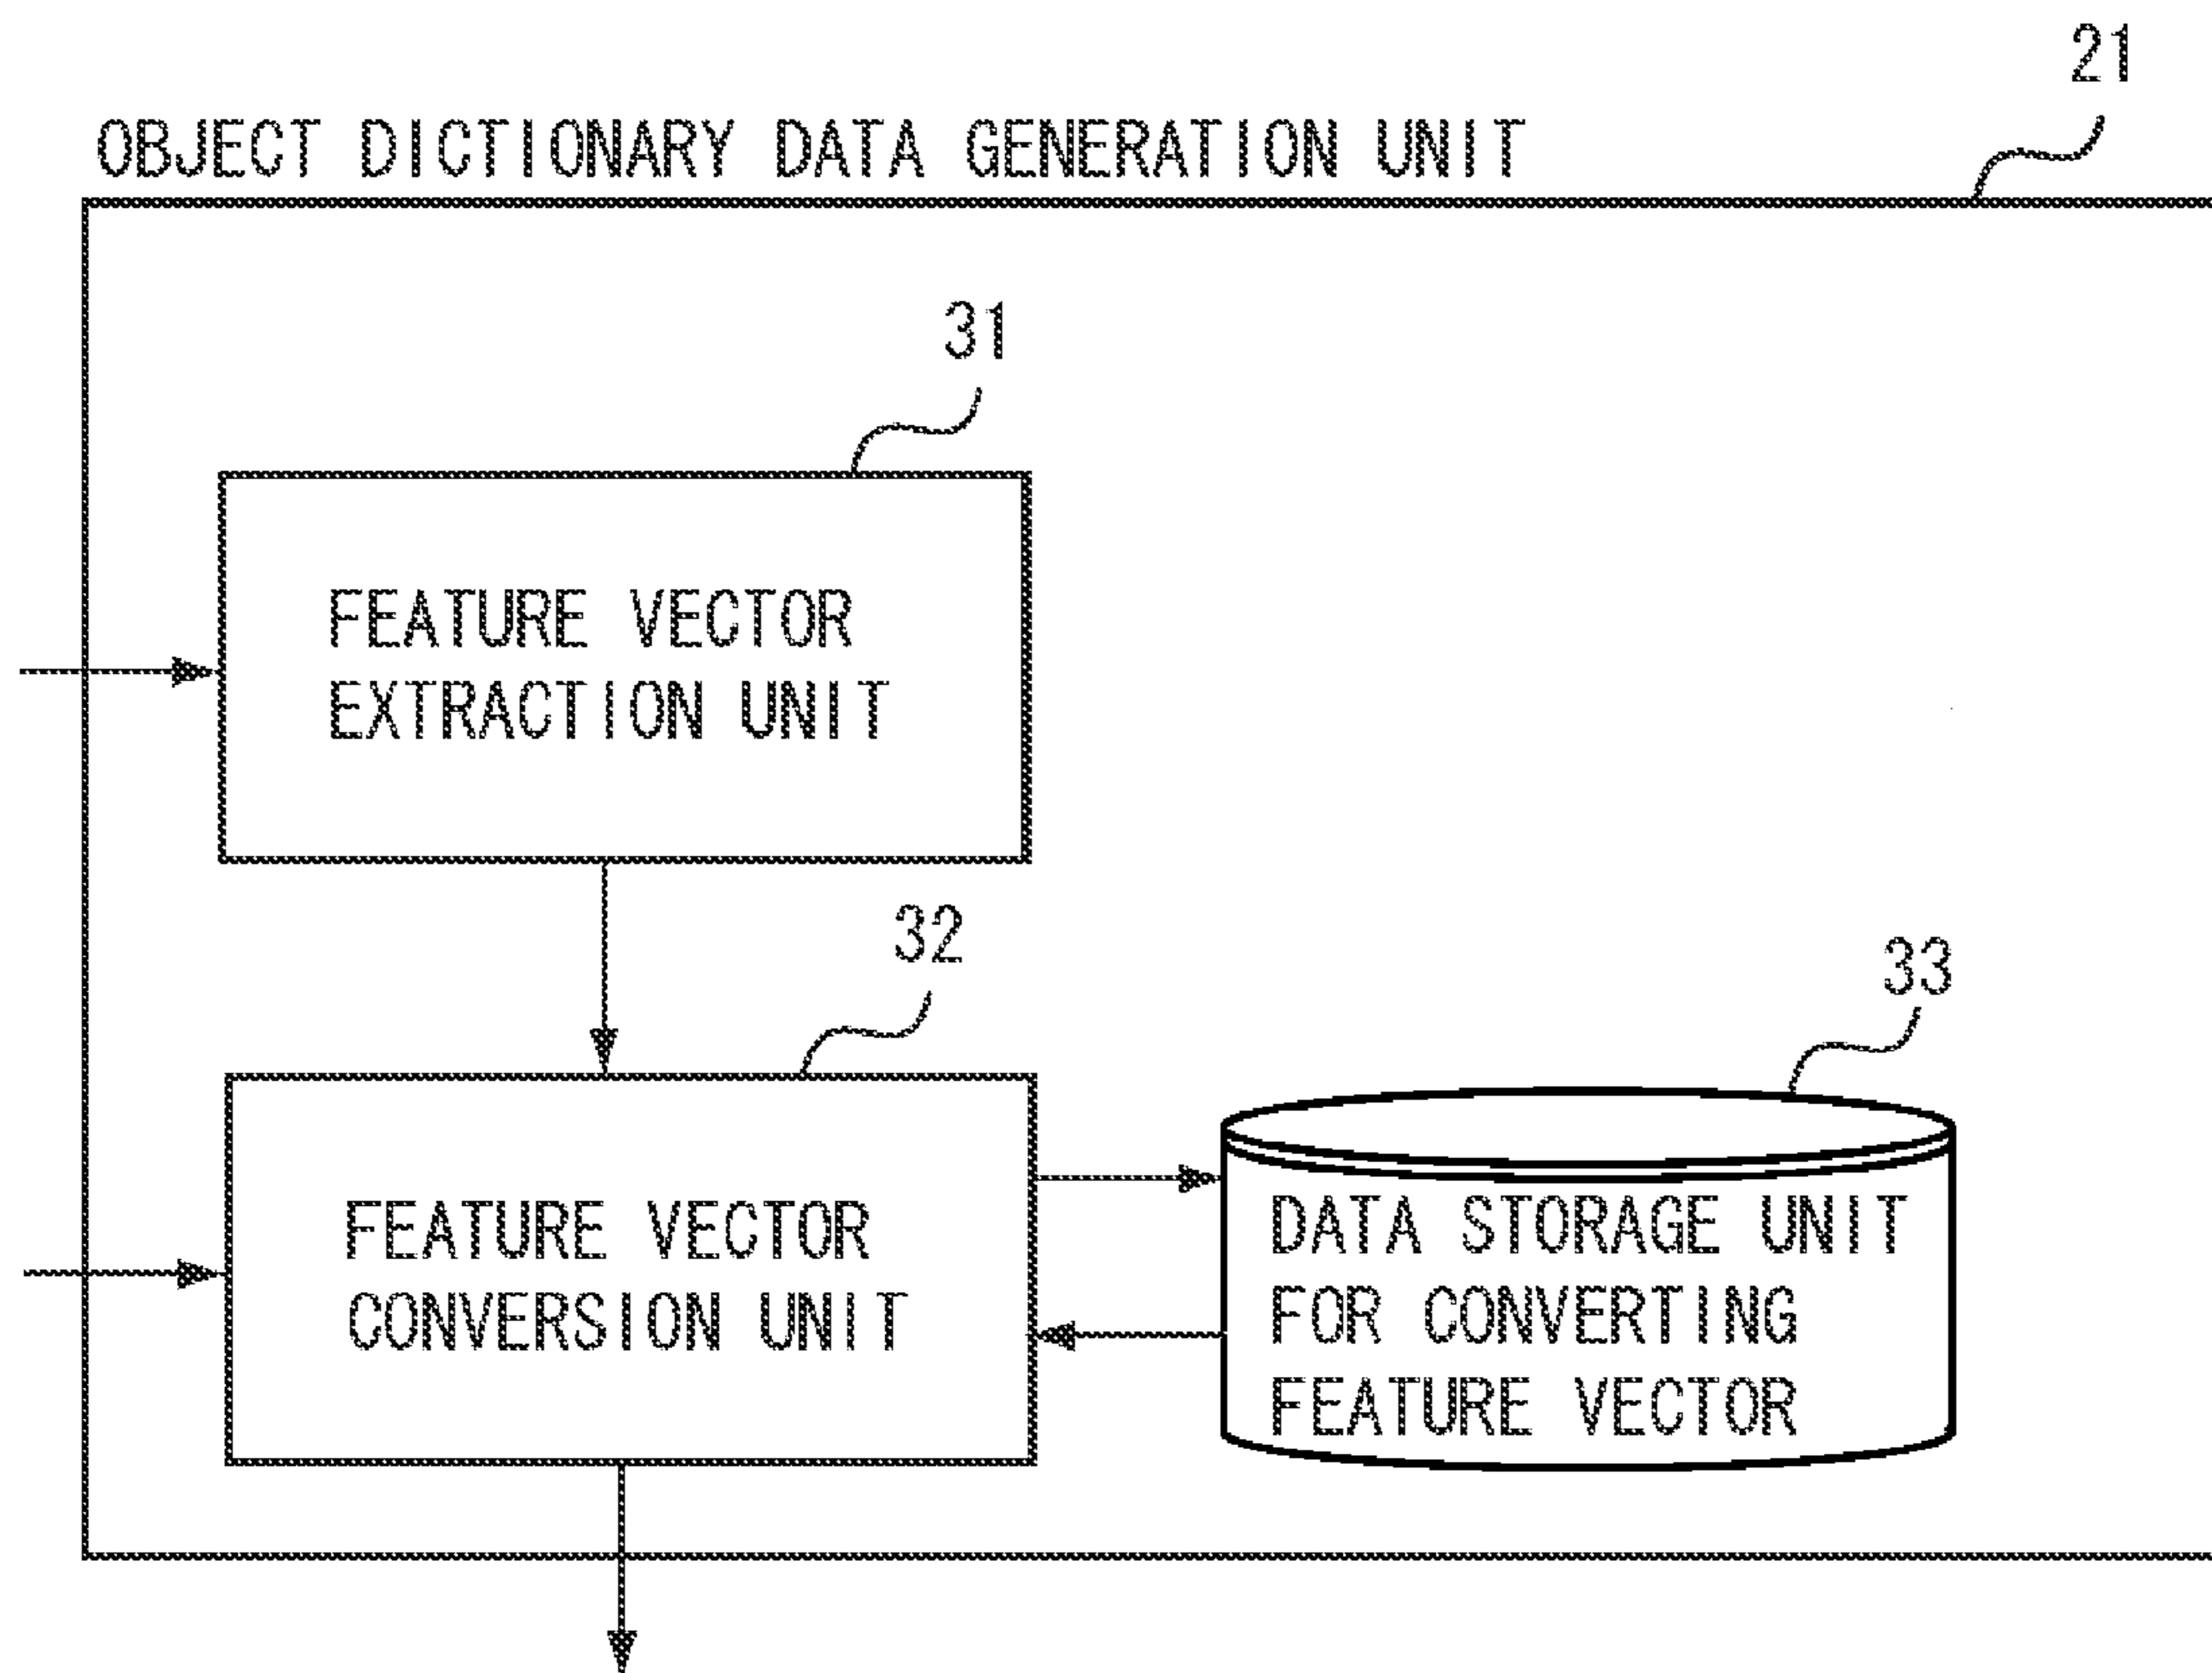 21
OBJECT DICTIONARY DATA GENERATION UNIT
31
FEATURE VECTOR
EXTRACTION UNIT
32
33
FEATURE VECTOR
CONVERSION UNIT
DATA STORAGE UNIT
FOR CONVERTING
FEATURE VECTOR